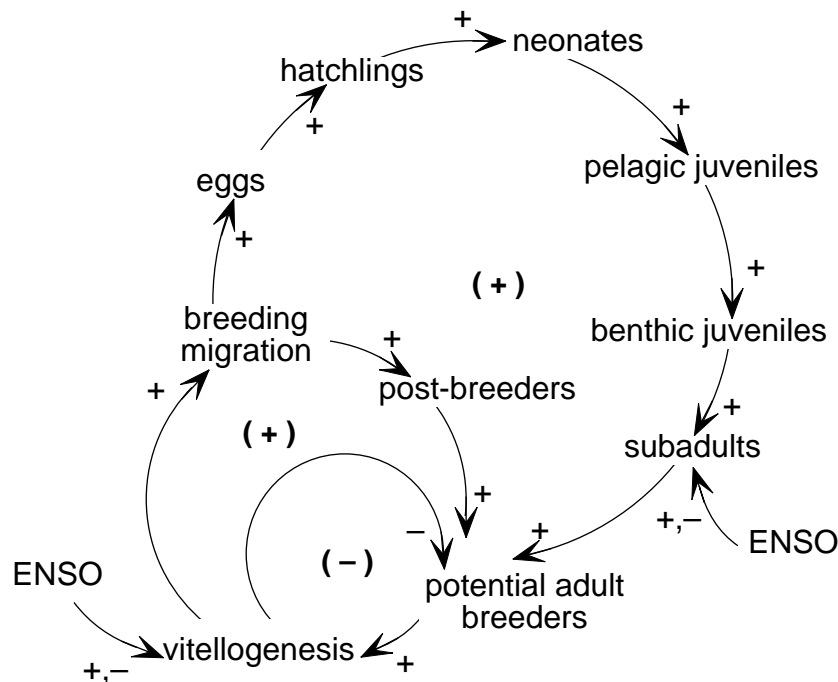 +
neonates
hatchlings
+
+
pelagic juveniles
eggs
+
+
( + )
breeding
migration
+
benthic juveniles
+
post-breeders
+
( + )
+
subadults
+
–
+
+,–
ENSO
( – )
ENSO
potential adult
breeders
+,–
vitellogenesis
+